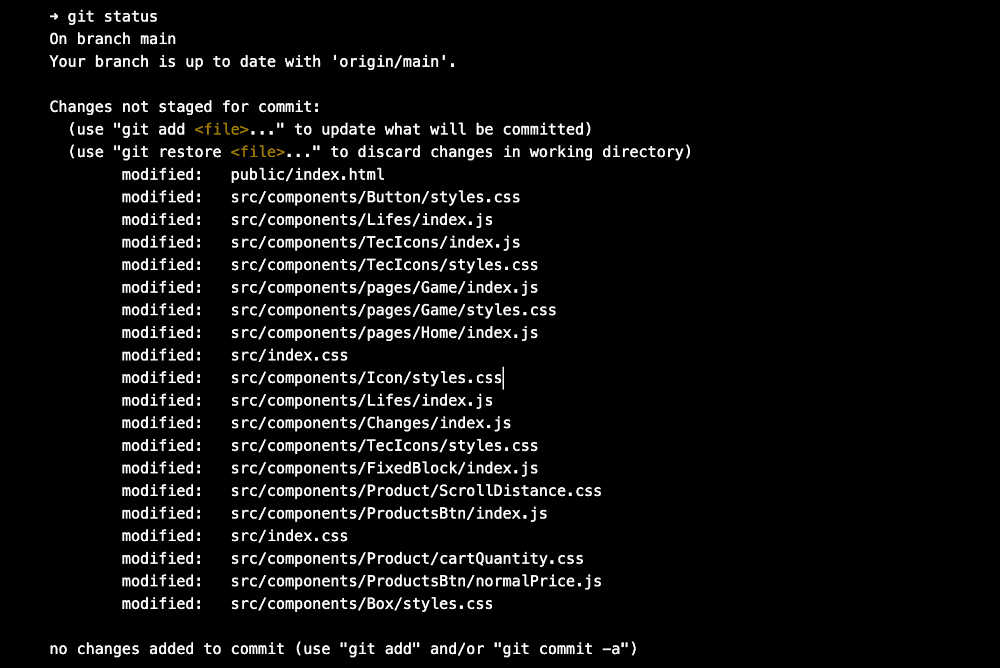 ➜ git status
On branch main
Your branch is up to date with 'origin/main'.
Changes not staged for commit:
(use "git add <file>..." to update what will be committed)
(use "git restore <file>..." to discard changes in working directory)
modified: public/index.html
modified: src/components/Button/styles.css
modified: src/components/Lifes/index.js
modified: src/components/TecIcons/index.js
modified: src/components/TecIcons/styles.css
modified: src/components/pages/Game/index.js
modified: src/components/pages/Game/styles.css
modified: src/components/pages/Home/index.js
modified: src/index.css
modified: src/components/Icon/styles.css
modified: src/components/Lifes/index.js
modified: src/components/Changes/index.js
modified: src/components/TecIcons/styles.css
modified: src/components/FixedBlock/index.js
modified: src/components/Product/ScrollDistance.css
modified: src/components/ProductsBtn/index.js
modified: src/index.css
modified: src/components/Product/cartQuantity.css
modified: src/components/ProductsBtn/normalPrice.js
modified: src/components/Box/styles.css
no changes added to commit (use "git add" and/or "git commit -a")